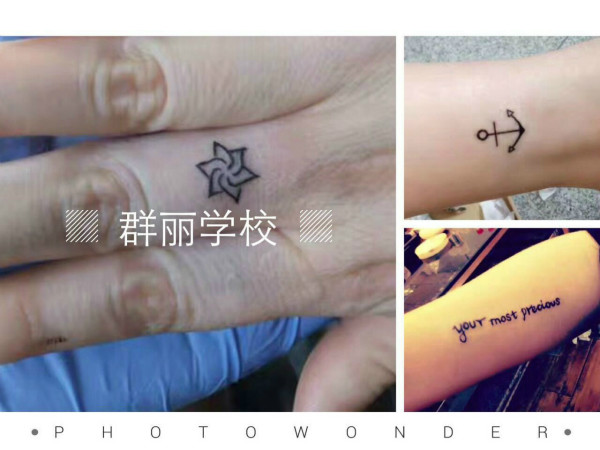 群丽学校
your most precious
• P H O T O W O N D E R •